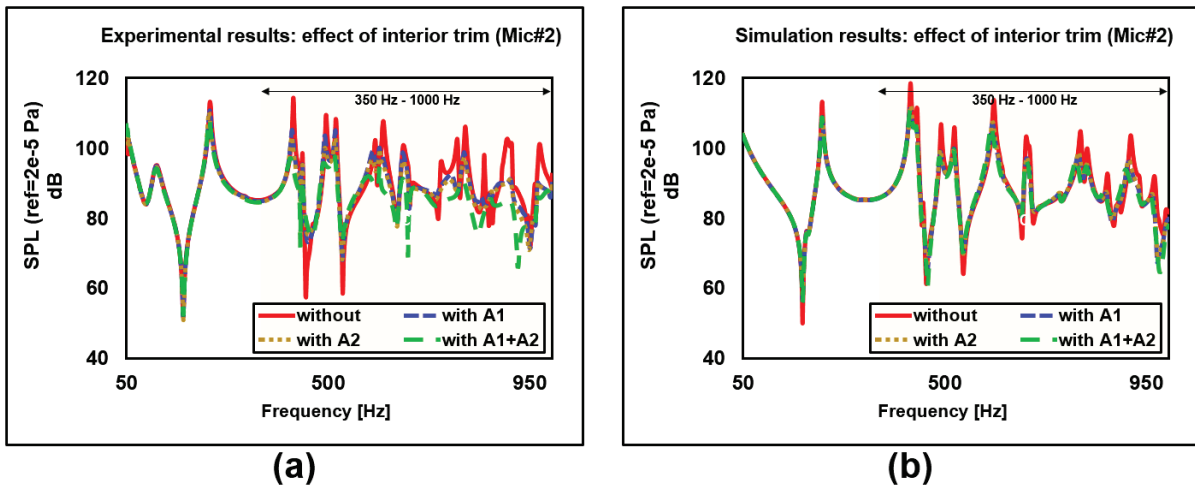 Experimental results: effect of interior trim (Mic#2)
SPL (ref=2e-5 Pa)
dB
120
100
80
60
40
350 Hz - 1000 Hz
without
with A1
with A2
with A1+A2
50
500
950
Frequency [Hz]
(a)
Simulation results: effect of interior trim (Mic#2)
SPL (ref=2e-5 Pa)
dB
120
100
80
60
40
350 Hz - 1000 Hz
without
with A1
with A2
with A1+A2
50
500
950
Frequency [Hz]
(b)